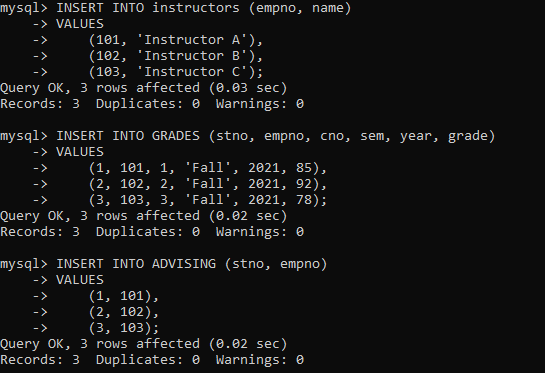 mysql> INSERT INTO instructors (empno, name)
    -> VALUES
    ->     (101, 'Instructor A'),
    ->     (102, 'Instructor B'),
    ->     (103, 'Instructor C');
Query OK, 3 rows affected (0.03 sec)
Records: 3  Duplicates: 0  Warnings: 0

mysql> INSERT INTO GRADES (stno, empno, cno, sem, year, grade)
    -> VALUES
    ->     (1, 101, 1, 'Fall', 2021, 85),
    ->     (2, 102, 2, 'Fall', 2021, 92),
    ->     (3, 103, 3, 'Fall', 2021, 78);
Query OK, 3 rows affected (0.02 sec)
Records: 3  Duplicates: 0  Warnings: 0

mysql> INSERT INTO ADVISING (stno, empno)
    -> VALUES
    ->     (1, 101),
    ->     (2, 102),
    ->     (3, 103);
Query OK, 3 rows affected (0.02 sec)
Records: 3  Duplicates: 0  Warnings: 0